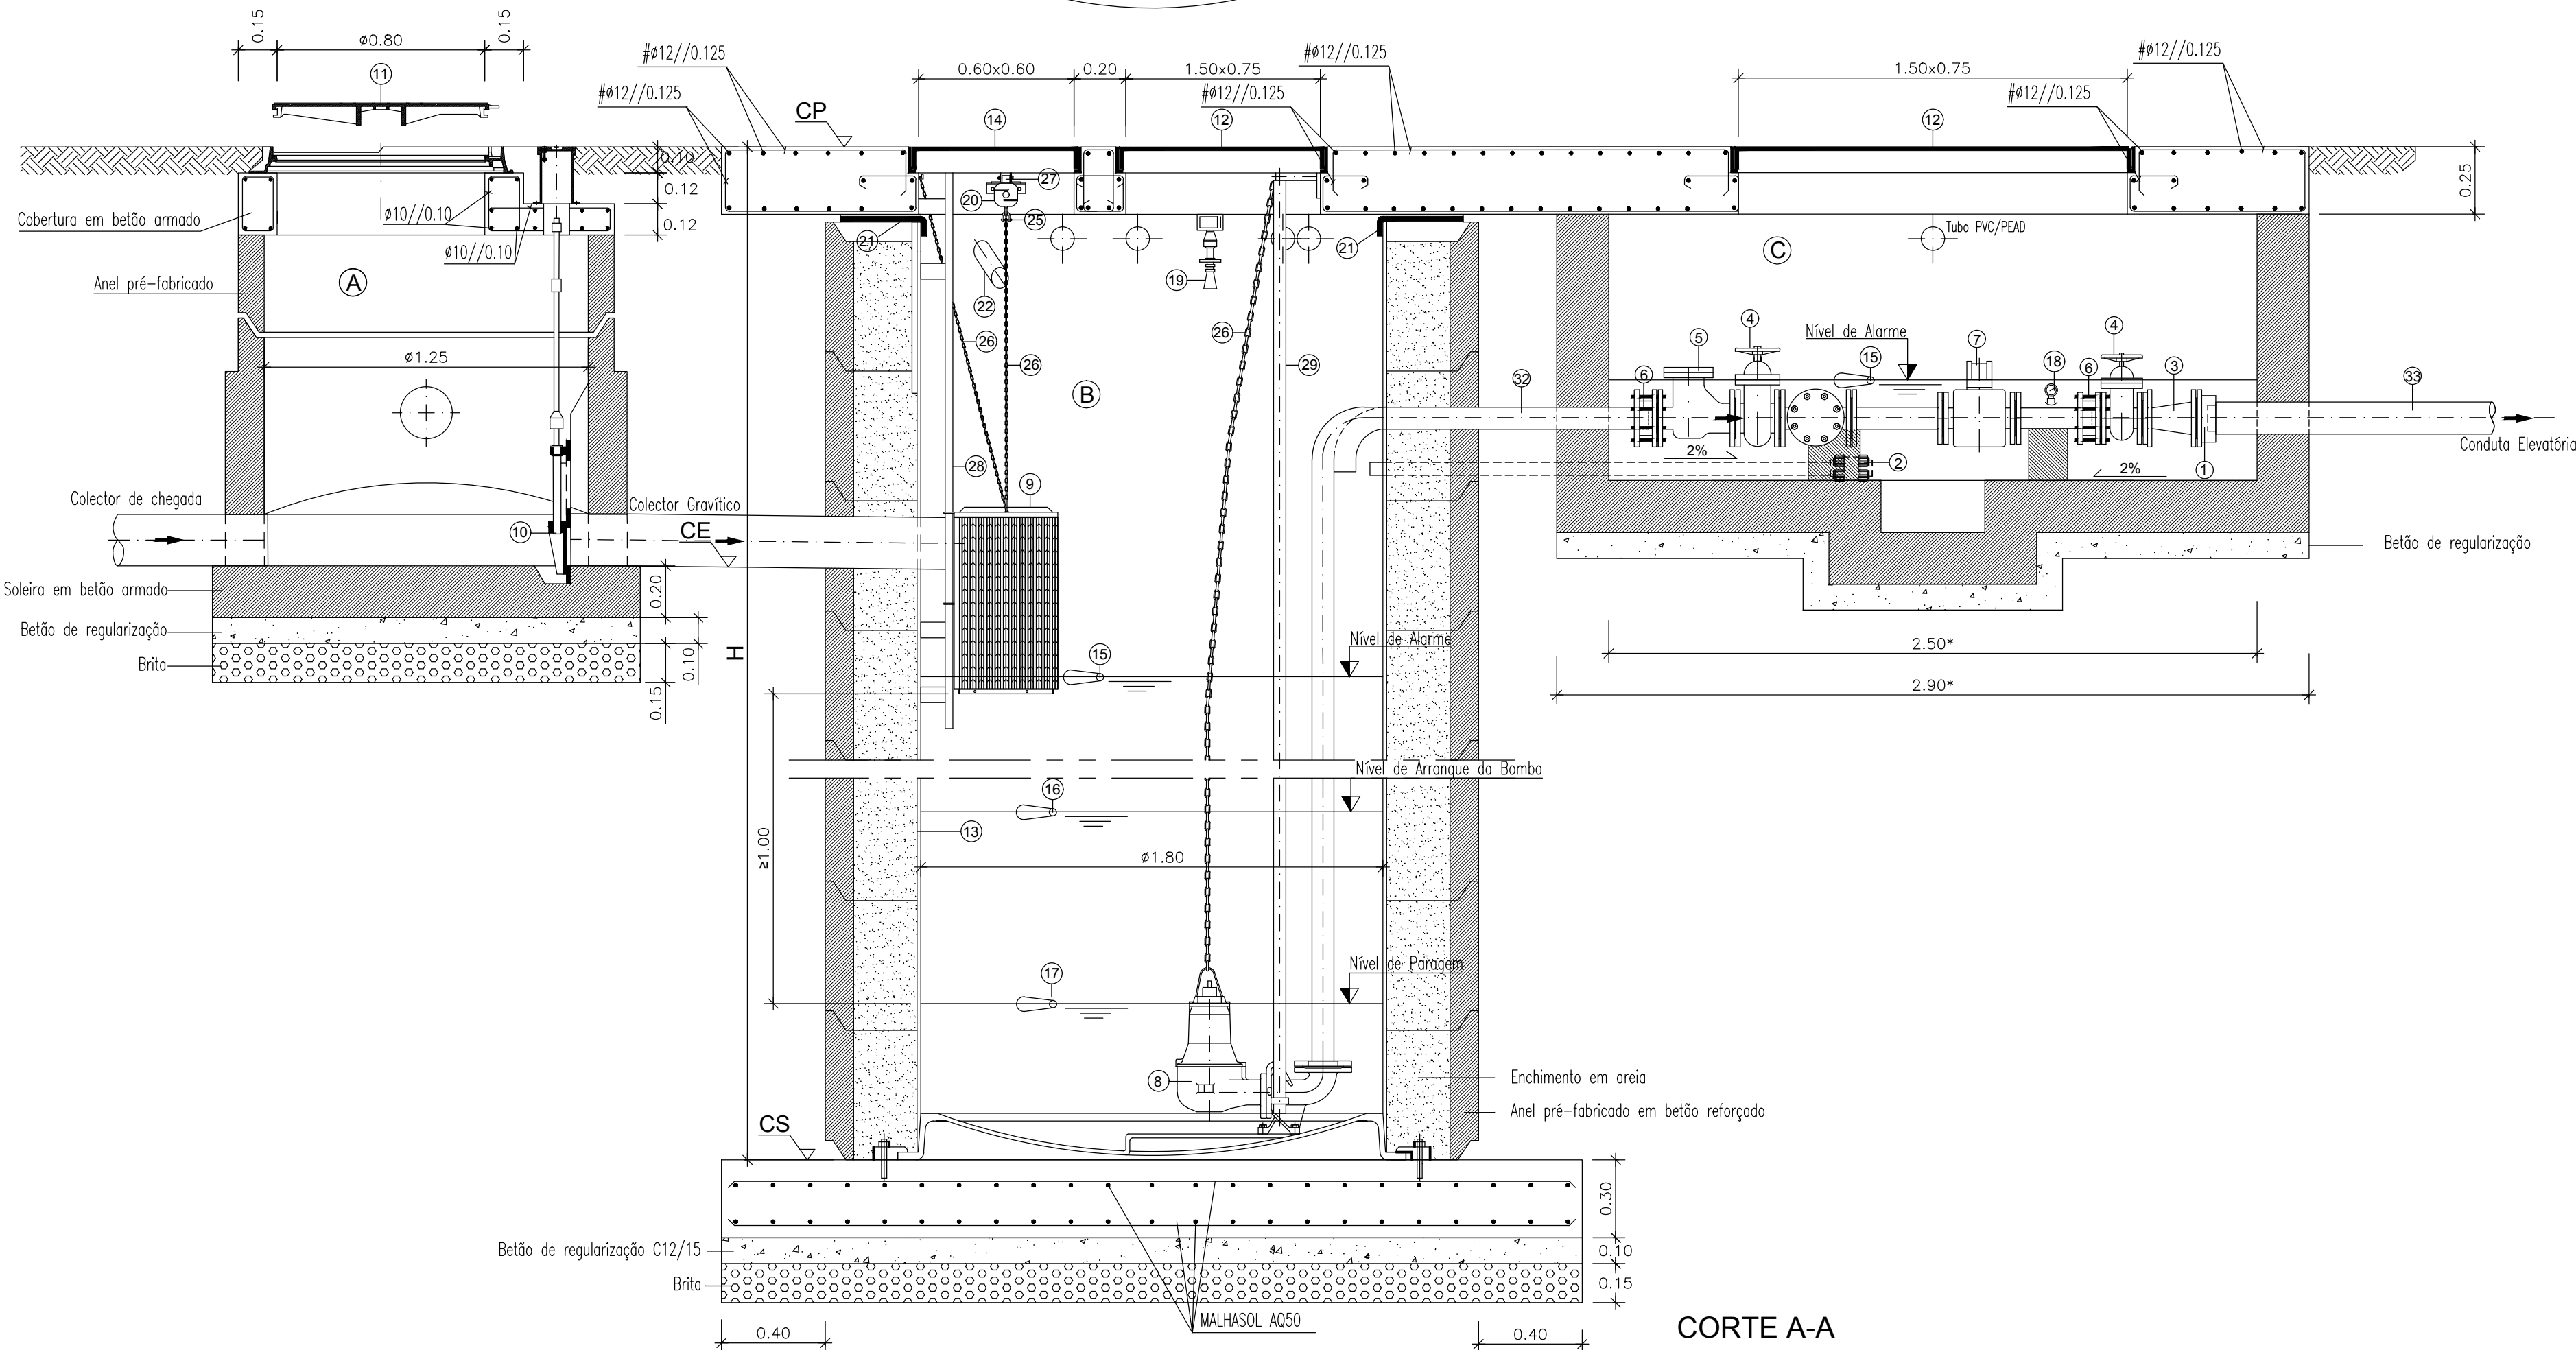 0.15
ø0.80
0.15
11
#ø12//0.125
#ø12//0.125
CP
0.60x0.60
0.20
1.50x0.75
#ø12//0.125
#ø12//0.125
14
12
1.50x0.75
#ø12//0.125
#ø12//0.125
12
0.10
0.12
0.12
0.25
Cobertura em betão armado
ø10//0.10
ø10//0.10
Anel pré-fabricado
A
ø1.25
27
20
25
21
22
19
21
26
26
26
29
B
28
9
Tubo PVC/PEAD
C
Nível de Alarme
32
6
5
4
15
7
18
6
4
3
33
2%
2
2%
1
Conduta Elevatória
Colector de chegada
Colector Gravítico
CE
10
Soleira em betão armado
Betão de regularização
Brita
0.20
0.10
0.15
H
Betão de regularização
2.50*
2.90*
Nível de Alarme
15
Nível de Arranque da Bomba
16
13
≥1.00
ø1.80
Nível de Paragem
17
8
Enchimento em areia
Anel pré-fabricado em betão reforçado
CS
0.30
0.10
0.15
Betão de regularização C12/15
Brita
MALHASOL AQ50
0.40
0.40
CORTE A-A